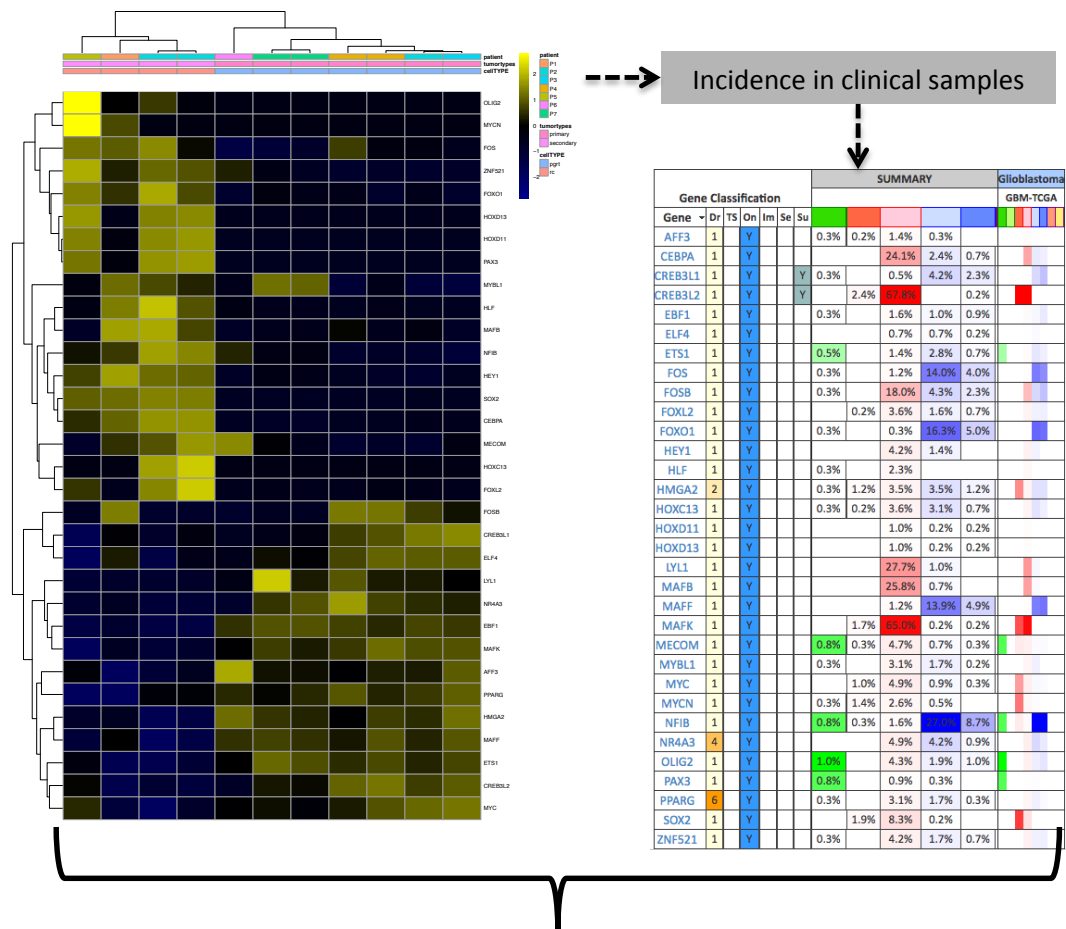 patient
tumortypes
cellTYPE
2
1
0
−1
−2
patient
P1
P2
P3
P4
P5
P6
P7
tumortypes
primary
secondary
cellTYPE
pgrt
rc
OLIG2
MYCN
FOS
ZNF521
FOXO1
HOXD13
HOXD11
PAX3
MYBL1
HLF
MAFB
NFIB
HEY1
SOX2
CEBPA
MECOM
HOXC13
FOXL2
FOSB
CREB3L1
ELF4
LYL1
NR4A3
EBF1
MAFK
AFF3
PPARG
HMGA2
MAFF
ETS1
CREB3L2
MYC
Incidence in clinical samples
SUMMARY Glioblastoma
Gene Classification GBM-TCGA
Gene Dr TS On Im Se Su
AFF3 1 Y 0.3% 0.2% 1.4% 0.3%
CEBPA 1 Y 24.1% 2.4% 0.7%
CREB3L1 1 Y Y 0.3% 0.5% 4.2% 2.3%
CREB3L2 1 Y Y 2.4% 67.8% 0.2%
EBF1 1 Y 0.3% 1.6% 1.0% 0.9%
ELF4 1 Y 0.7% 0.7% 0.2%
ETS1 1 Y 0.5% 1.4% 2.8% 0.7%
FOS 1 Y 0.3% 1.2% 14.0% 4.0%
FOSB 1 Y 0.3% 18.0% 4.3% 2.3%
FOXL2 1 Y 0.2% 3.6% 1.6% 0.7%
FOXO1 1 Y 0.3% 0.3% 16.3% 5.0%
HEY1 1 Y 4.2% 1.4%
HLF 1 Y 0.3% 2.3%
HMGA2 2 Y 0.3% 1.2% 3.5% 3.5% 1.2%
HOXC13 1 Y 0.3% 0.2% 3.6% 3.1% 0.7%
HOXD11 1 Y 1.0% 0.2% 0.2%
HOXD13 1 Y 1.0% 0.2% 0.2%
LYL1 1 Y 27.7% 1.0%
MAFB 1 Y 25.8% 0.7%
MAFF 1 Y 1.2% 13.9% 4.9%
MAFK 1 Y 1.7% 65.0% 0.2% 0.2%
MECOM 1 Y 0.8% 0.3% 4.7% 0.7% 0.3%
MYBL1 1 Y 0.3% 3.1% 1.7% 0.2%
MYC 1 Y 1.0% 4.9% 0.9% 0.3%
MYCN 1 Y 0.3% 1.4% 2.6% 0.5%
NFIB 1 Y 0.8% 0.3% 1.6% 27.0% 8.7%
NR4A3 4 Y 4.9% 4.2% 0.9%
OLIG2 1 Y 1.0% 4.3% 1.9% 1.0%
PAX3 1 Y 0.8% 0.9% 0.3%
PPARG 6 Y 0.3% 3.1% 1.7% 0.3%
SOX2 1 Y 1.9% 8.3% 0.2%
ZNF521 1 Y 0.3% 4.2% 1.7% 0.7%